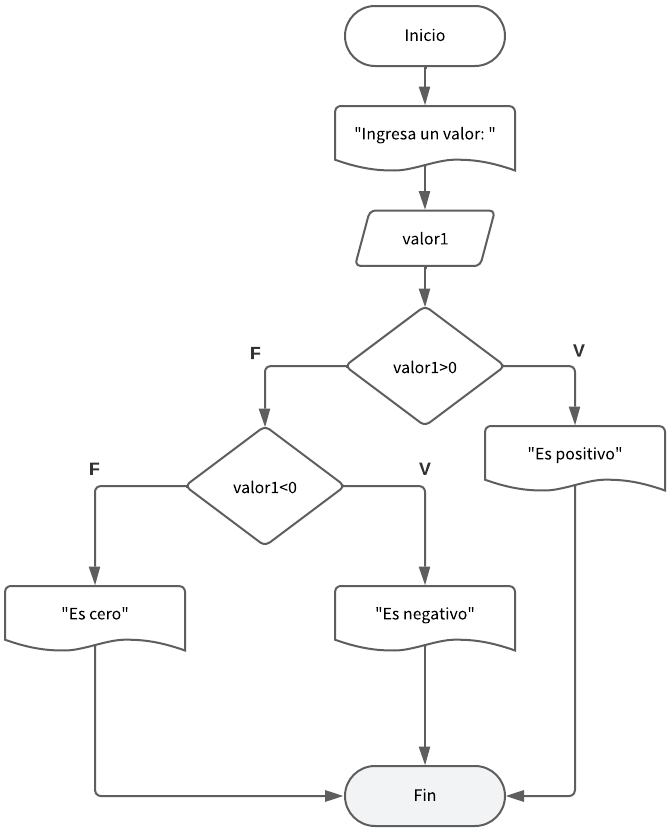 Inicio
"Ingresa un valor: "
valor1
valor1>0
F
V
"Es positivo"
valor1<0
F
V
"Es cero"
"Es negativo"
Fin